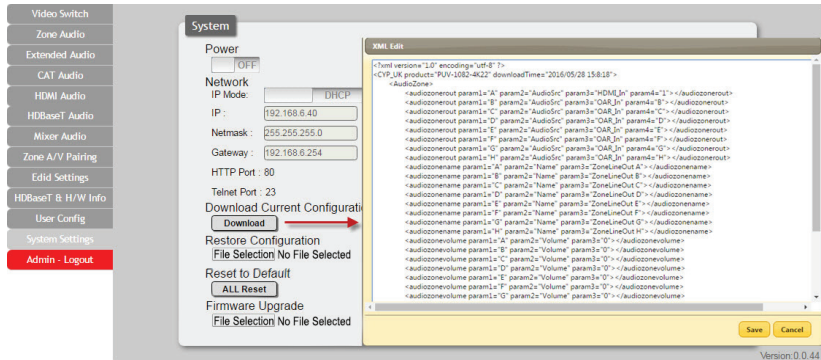 Video Switch
Zone Audio
Extended Audio
CAT Audio
HDMI Audio
HDBaseT Audio
Mixer Audio
Zone A/V Pairing
Edid Settings
HDBaseT & H/W Info
User Config
System Settings
Admin - Logout
System
Power
OFF
Network
IP Mode: DHCP
IP : 192.168.6.40
Netmask : 255.255.255.0
Gateway : 192.168.6.254
HTTP Port : 80
Telnet Port : 23
Download Current Configurati
Download
Restore Configuration
File Selection No File Selected
Reset to Default
ALL Reset
Firmware Upgrade
File Selection No File Selected
XML Edit
<?xml version="1.0" encoding="utf-8" ?>
<CYP_UK product="PUV-1082-4K22" downloadTime="2016/05/28 15:8:18">
<AudioZone>
<audiozonerout param1="A" param2="AudioSrc" param3="HDMI_In" param4="1"></audiozonerout>
<audiozonerout param1="B" param2="AudioSrc" param3="OAR_In" param4="B"></audiozonerout>
<audiozonerout param1="C" param2="AudioSrc" param3="OAR_In" param4="C"></audiozonerout>
<audiozonerout param1="D" param2="AudioSrc" param3="OAR_In" param4="D"></audiozonerout>
<audiozonerout param1="E" param2="AudioSrc" param3="OAR_In" param4="E"></audiozonerout>
<audiozonerout param1="F" param2="AudioSrc" param3="OAR_In" param4="F"></audiozonerout>
<audiozonerout param1="G" param2="AudioSrc" param3="OAR_In" param4="G"></audiozonerout>
<audiozonerout param1="H" param2="AudioSrc" param3="OAR_In" param4="H"></audiozonerout>
<audiozonename param1="A" param2="Name" param3="ZoneLineOut A"></audiozonename>
<audiozonename param1="B" param2="Name" param3="ZoneLineOut B"></audiozonename>
<audiozonename param1="C" param2="Name" param3="ZoneLineOut C"></audiozonename>
<audiozonename param1="D" param2="Name" param3="ZoneLineOut D"></audiozonename>
<audiozonename param1="E" param2="Name" param3="ZoneLineOut E"></audiozonename>
<audiozonename param1="F" param2="Name" param3="ZoneLineOut F"></audiozonename>
<audiozonename param1="G" param2="Name" param3="ZoneLineOut G"></audiozonename>
<audiozonename param1="H" param2="Name" param3="ZoneLineOut H"></audiozonename>
<audiozonevolume param1="A" param2="Volume" param3="0"></audiozonevolume>
<audiozonevolume param1="B" param2="Volume" param3="0"></audiozonevolume>
<audiozonevolume param1="C" param2="Volume" param3="0"></audiozonevolume>
<audiozonevolume param1="D" param2="Volume" param3="0"></audiozonevolume>
<audiozonevolume param1="E" param2="Volume" param3="0"></audiozonevolume>
<audiozonevolume param1="F" param2="Volume" param3="0"></audiozonevolume>
<audiozonevolume param1="G" param2="Volume" param3="0"></audiozonevolume>
Save Cancel
Version:0.0.44